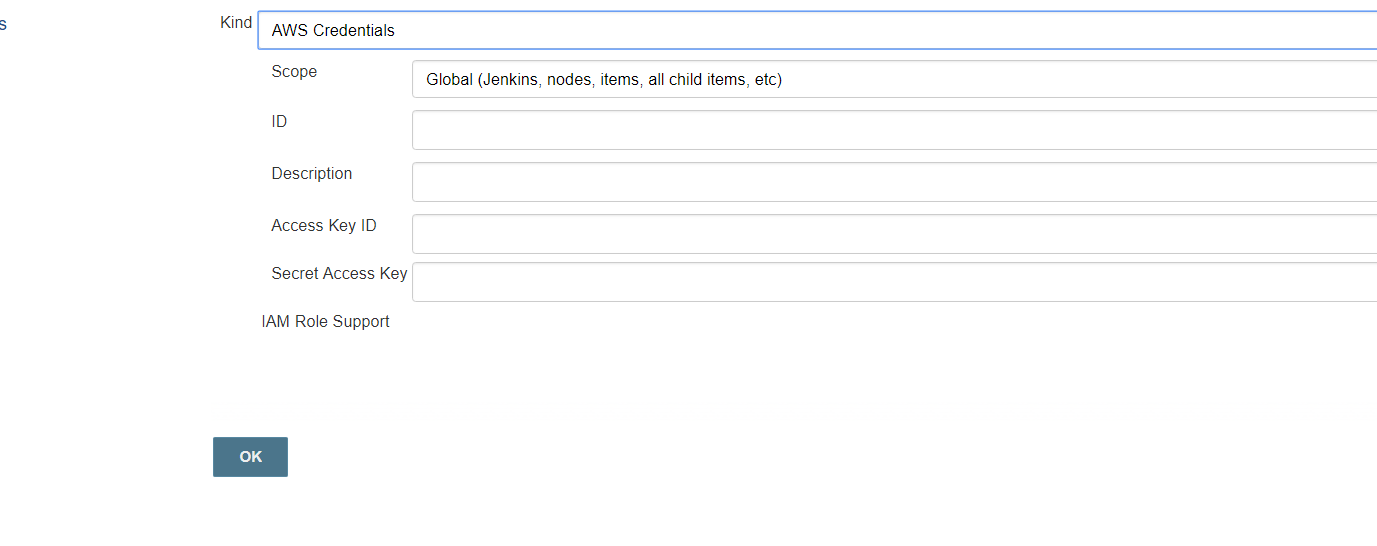 s
Kind
AWS Credentials
Scope
Global (Jenkins, nodes, items, all child items, etc)
ID
Description
Access Key ID
Secret Access Key
IAM Role Support
OK